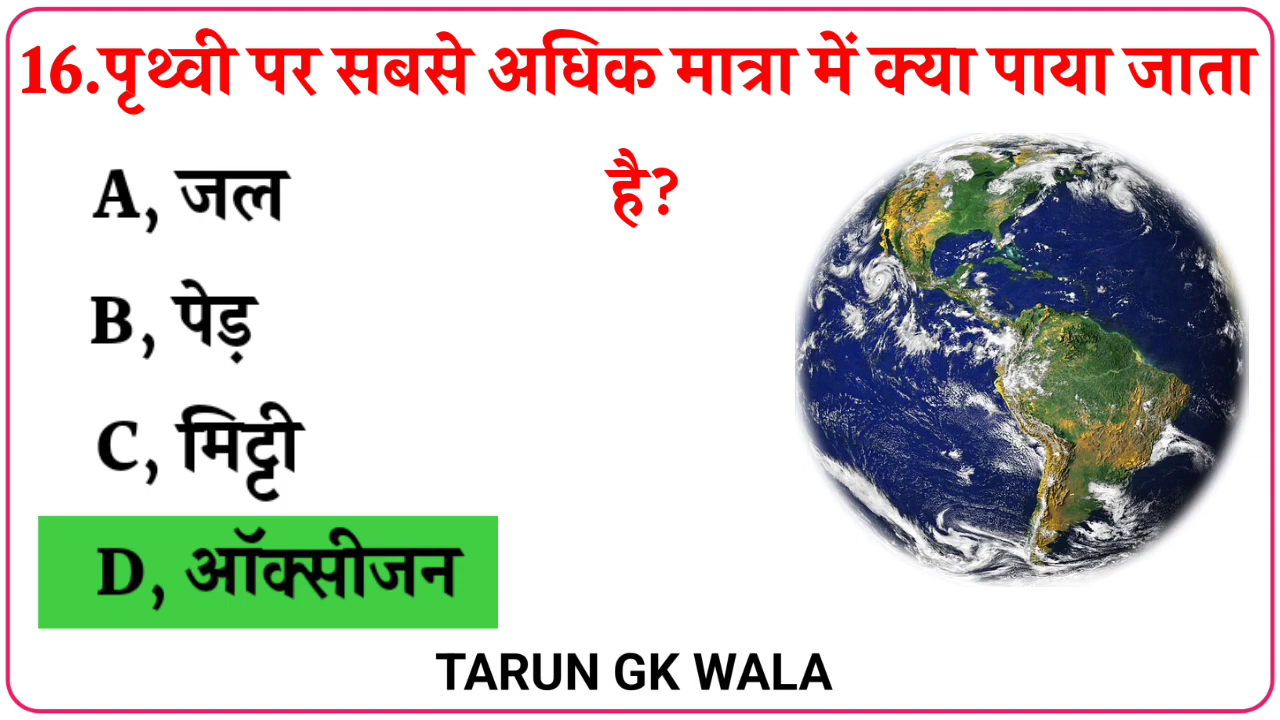 16.पृथ्वी पर सबसे अधिक मात्रा में क्या पाया जाता
है?
A, जल
B, पेड़
C, मिट्टी
D, ऑक्सीजन
TARUN GK WALA